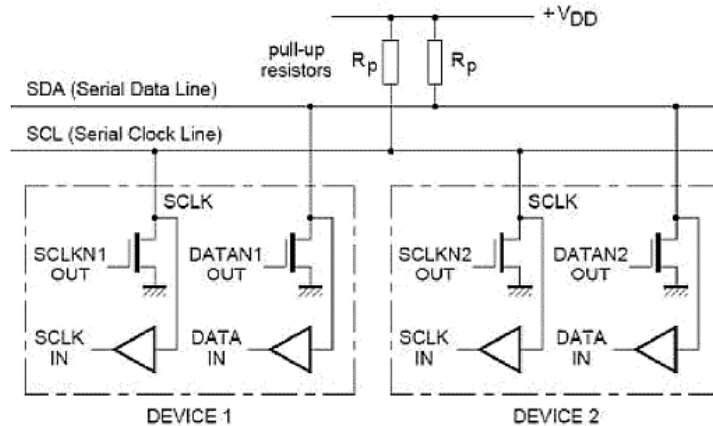 +VDD
pull-up
resistors
Rp
Rp
SDA (Serial Data Line)
SCL (Serial Clock Line)
SCLK
SCLK
SCLKN1
OUT
DATAN1
OUT
SCLKN2
OUT
DATAN2
OUT
SCLK
IN
DATA
IN
SCLK
IN
DATA
IN
DEVICE 1
DEVICE 2